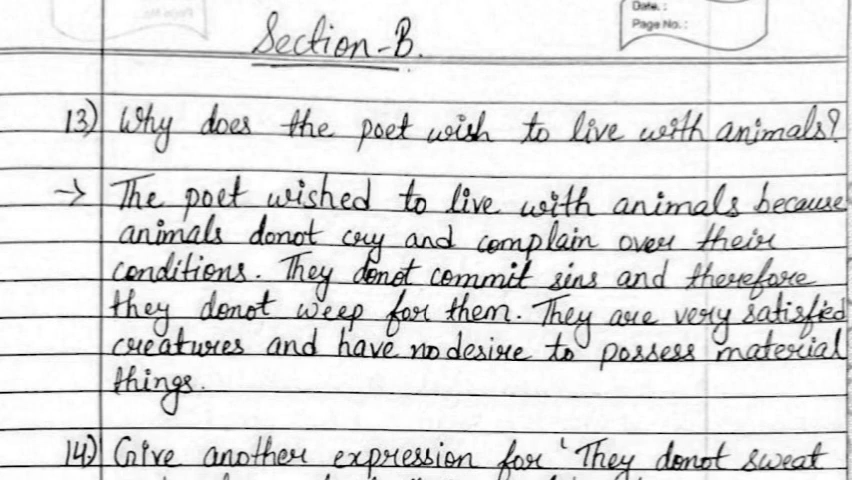 Date. :
Page No. :
Section-B.
13) Why does the poet wish to live with animals?
→ The poet wished to live with animals because
animals donot cry and complain over their
conditions. They donot commit sins and therefore
they donot weep for them. They are very satisfied
creatures and have no desire to possess material
things.
14) Give another expression for 'They donot sweat